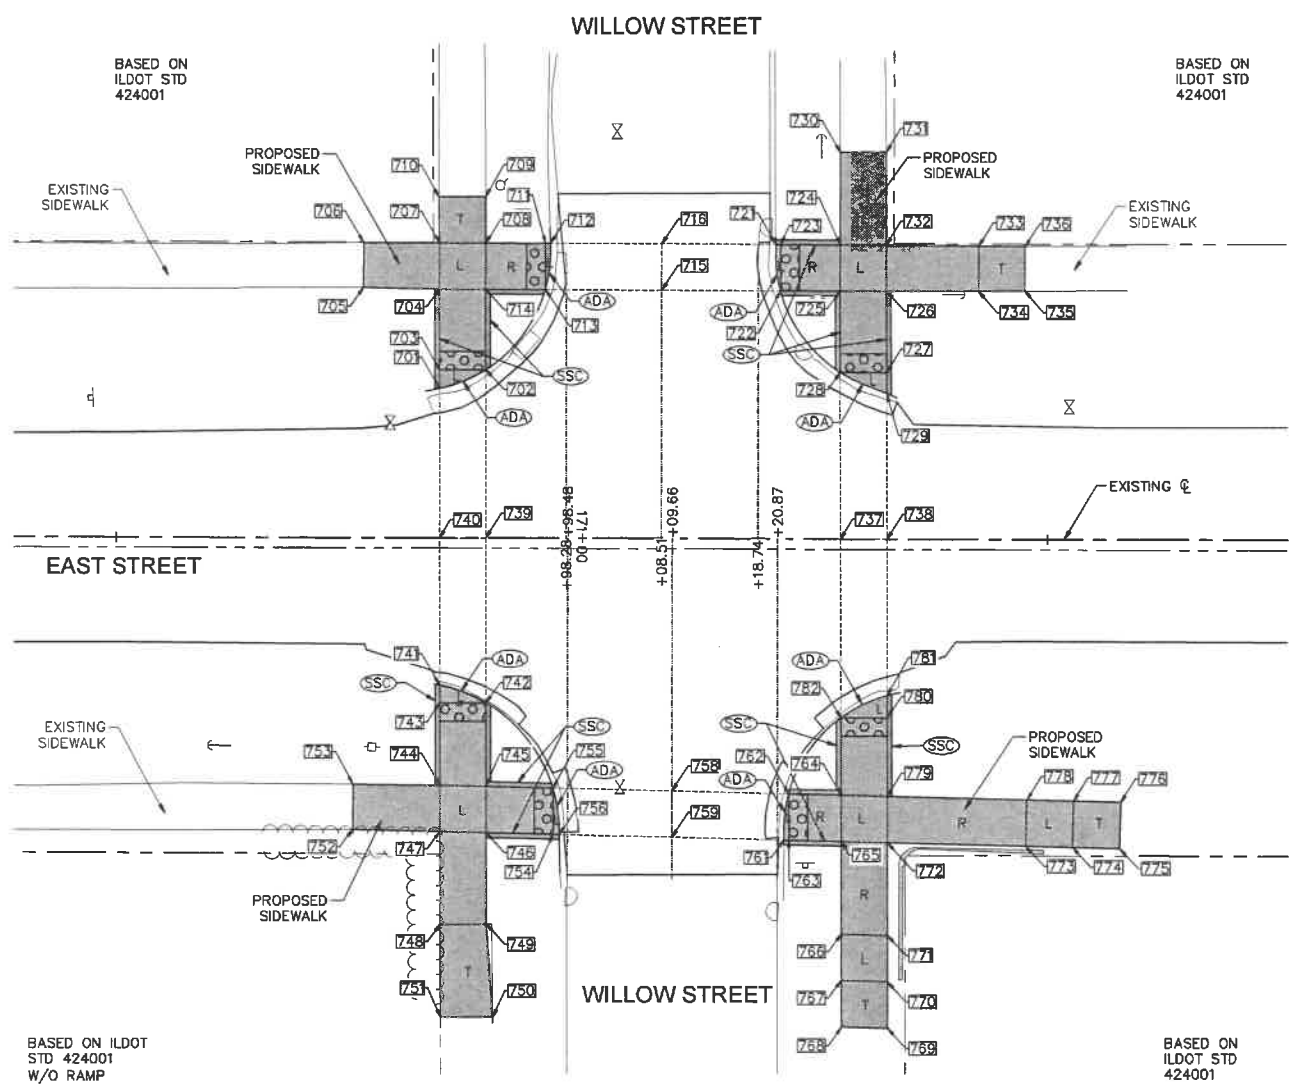 WILLOW STREET
BASED ON
ILDOT STD
424001
BASED ON
ILDOT STD
424001
730
731
PROPOSED
SIDEWALK
710
709
PROPOSED
SIDEWALK
EXISTING
SIDEWALK
706
707
T
708
711
712
716
721
724
723
732
733
736
EXISTING
SIDEWALK
L
R
715
R
L
T
705
704
714
ADA
713
ADA
722
725
726
734
735
703
701
SSC
702
SSC
727
728
L
ADA
ADA
L
729
+98.28
+98.48
171+00
+08.51
+09.66
+18.74
+20.87
EXISTING ℄
740
739
737
738
EAST STREET
741
ADA
742
ADA
781
782
780
SSC
L
743
L
SSC
SSC
SSC
EXISTING
SIDEWALK
753
744
745
755
ADA
758
762
ADA
764
779
PROPOSED
SIDEWALK
778
777
776
L
756
759
R
L
R
L
T
752
747
746
754
761
763
765
772
773
774
775
PROPOSED
SIDEWALK
R
748
749
766
771
L
T
751
750
767
770
T
WILLOW STREET
768
769
BASED ON ILDOT
STD 424001
W/O RAMP
BASED ON
ILDOT STD
424001